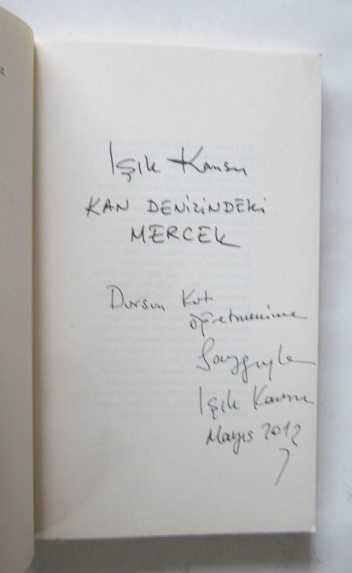 Işık Kansu
KAN DENİZİNDEKİ
MERCEK
Dursun Kut
öğretmenime
Saygıyla
Işık Kansu
Mayıs 2012